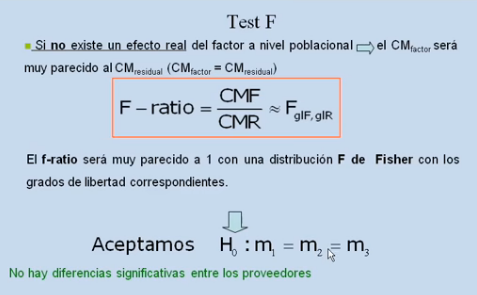 Test F
Si no existe un efecto real del factor a nivel poblacional ⇨ el CMfactor será
muy parecido al CMresidual (CMfactor = CMresidual)
F – ratio = CMF / CMR ≈ FglF,glR
El f-ratio será muy parecido a 1 con una distribución F de Fisher con los
grados de libertad correspondientes.
Aceptamos H0 : m1 = m2 = m3
No hay diferencias significativas entre los proveedores